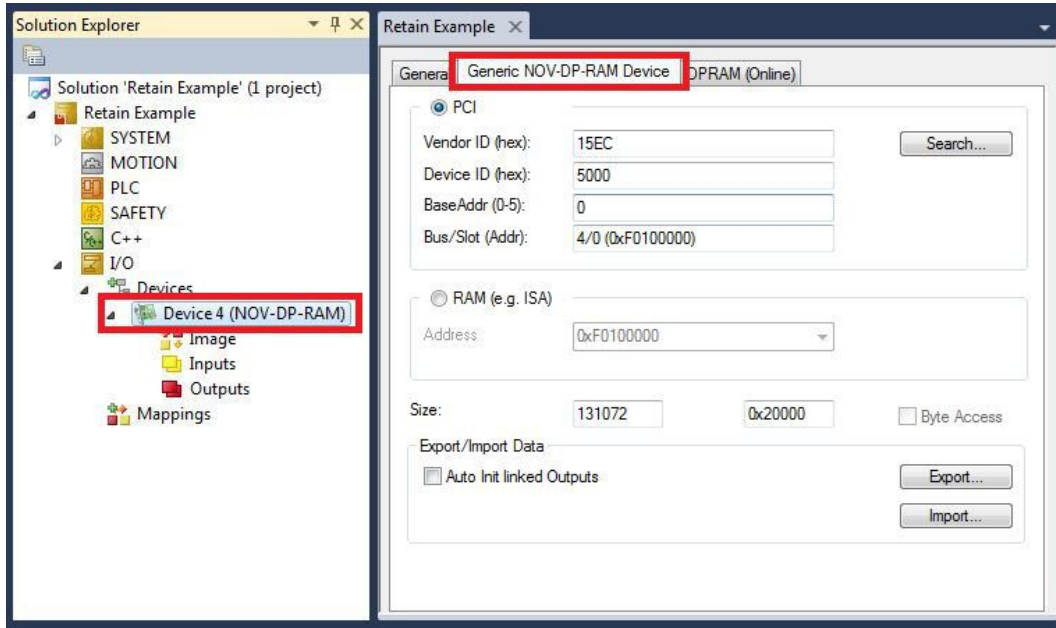 Solution Explorer
Solution 'Retain Example' (1 project)
Retain Example
SYSTEM
MOTION
PLC
SAFETY
C++
I/O
Devices
Device 4 (NOV-DP-RAM)
Image
Inputs
Outputs
Mappings
Retain Example
Genera Generic NOV-DP-RAM Device DPRAM (Online)
PCI
Vendor ID (hex): 15EC Search...
Device ID (hex): 5000
BaseAddr (0-5): 0
Bus/Slot (Addr): 4/0 (0xF0100000)
RAM (e.g. ISA)
Address 0xF0100000
Size: 131072 0x20000 Byte Access
Export/Import Data
Auto Init linked Outputs Export...
Import...